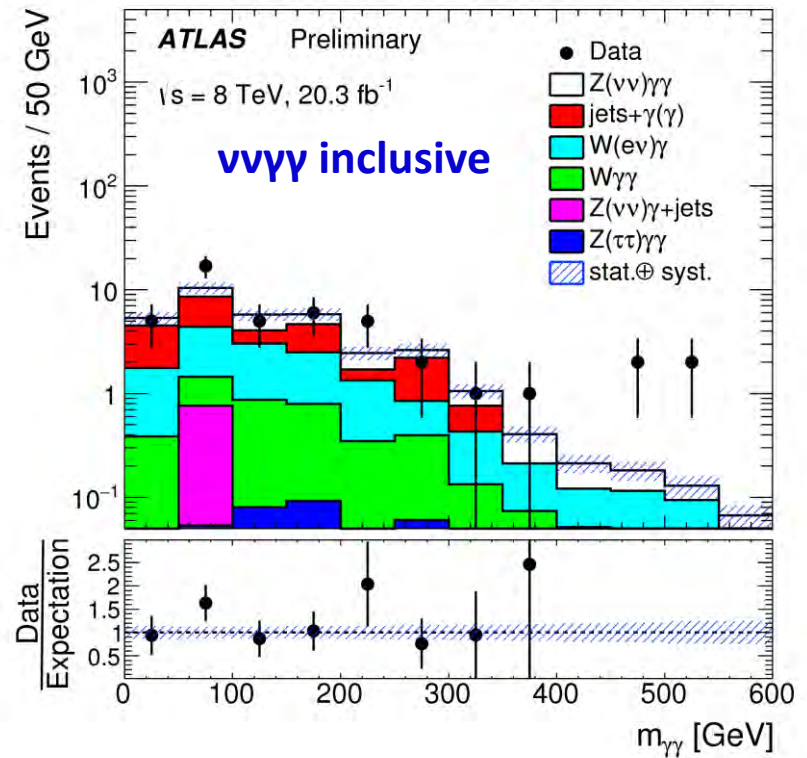 ATLAS Preliminary
√s = 8 TeV, 20.3 fb⁻¹
ννγγ inclusive
Data
Z(νν)γγ
jets+γ(γ)
W(eν)γ
Wγγ
Z(νν)γ+jets
Z(ττ)γγ
stat.⊕ syst.
Events / 50 GeV
10³
10²
10
1
10⁻¹
Data
Expectation
2.5
2
1.5
1
0.5
0 100 200 300 400 500 600
mγγ [GeV]